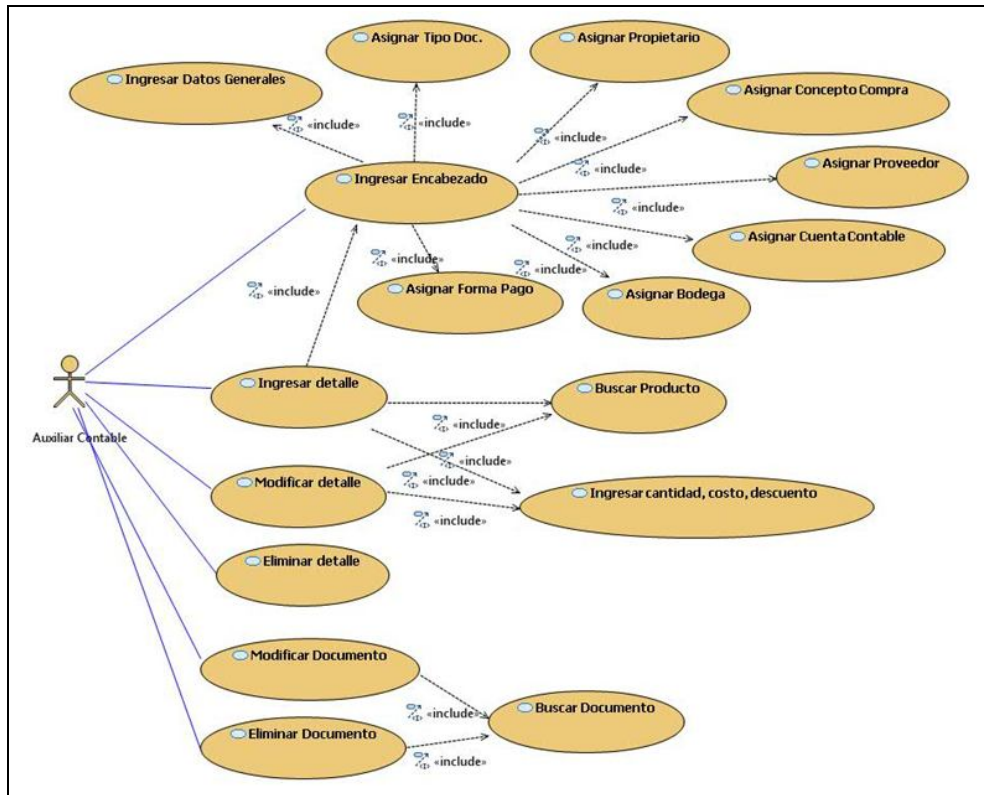 Asignar Tipo Doc.
Asignar Propietario
Ingresar Datos Generales
Asignar Concepto Compra
«include»
«include»
«include»
«include»
Ingresar Encabezado
Asignar Proveedor
«include»
«include»
Asignar Cuenta Contable
«include»
«include»
«include»
Asignar Forma Pago
Asignar Bodega
Ingresar detalle
Buscar Producto
«include»
Auxiliar Contable
«include»
Modificar detalle
«include»
Ingresar cantidad, costo, descuento
«include»
Eliminar detalle
Modificar Documento
«include»
Buscar Documento
Eliminar Documento
«include»